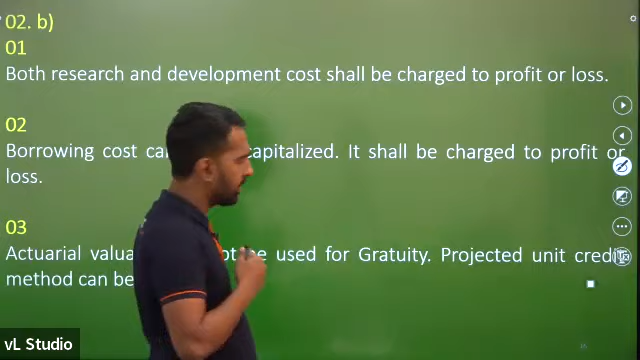 02. b)
01
Both research and development cost shall be charged to profit or loss.
02
Borrowing cost capitalized. It shall be charged to profit or
loss.
03
Actuarial be used for Gratuity. Projected unit credit
method can be
vL Studio